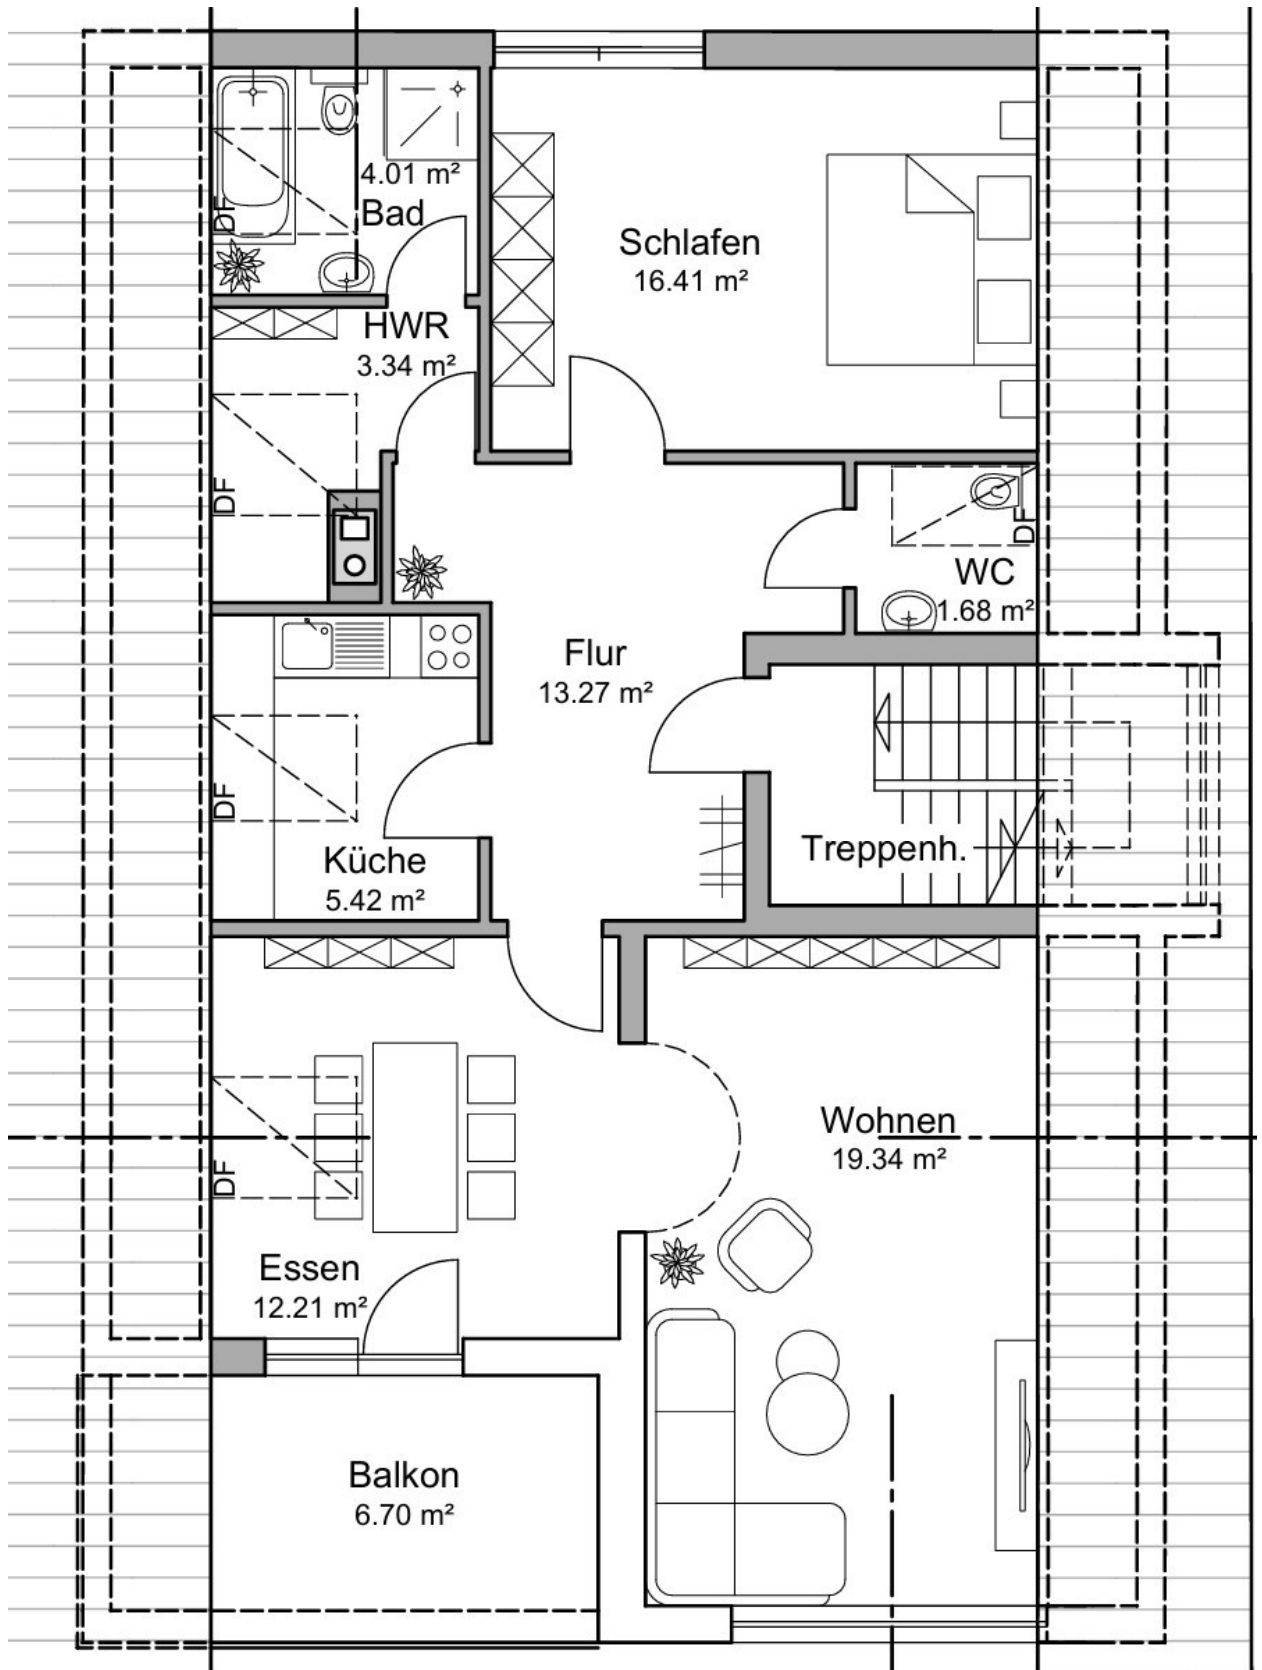 4.01 m²
Bad
DF
Schlafen
16.41 m²
HWR
3.34 m²
DF
DF
WC
1.68 m²
Flur
13.27 m²
DF
Küche
5.42 m²
Treppenh.
Wohnen
19.34 m²
DF
Essen
12.21 m²
Balkon
6.70 m²